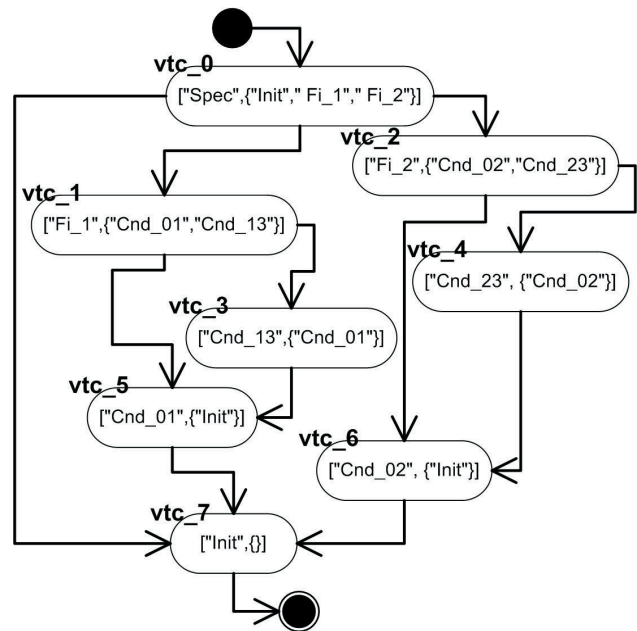 vtc_0
["Spec",{"Init"," Fi_1"," Fi_2"}]
vtc_2
["Fi_2",{"Cnd_02","Cnd_23"}]
vtc_1
["Fi_1",{"Cnd_01","Cnd_13"}]
vtc_4
["Cnd_23", {"Cnd_02"}]
vtc_3
["Cnd_13",{"Cnd_01"}]
vtc_5
["Cnd_01",{"Init"}]
vtc_6
["Cnd_02", {"Init"}]
vtc_7
["Init",{}]